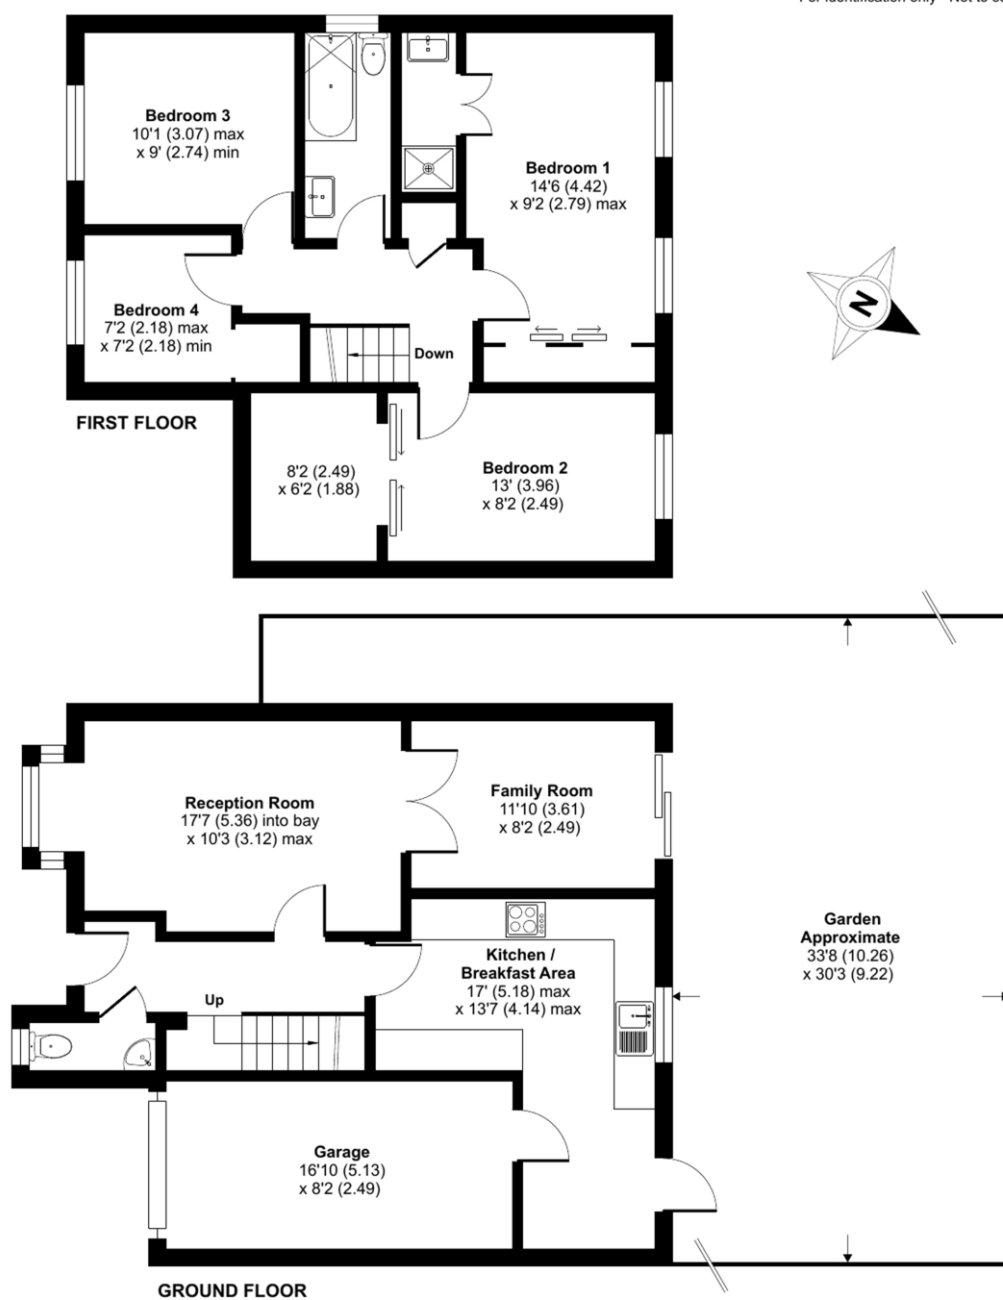 Bedroom 3
10'1 (3.07) max
x 9' (2.74) min
Bedroom 1
14'6 (4.42)
x 9'2 (2.79) max
Bedroom 4
7'2 (2.18) max
x 7'2 (2.18) min
N
Down
FIRST FLOOR
8'2 (2.49)
x 6'2 (1.88)
Bedroom 2
13' (3.96)
x 8'2 (2.49)
Reception Room
17'7 (5.36) into bay
x 10'3 (3.12) max
Family Room
11'10 (3.61)
x 8'2 (2.49)
Garden
Approximate
33'8 (10.26)
x 30'3 (9.22)
Kitchen /
Breakfast Area
17' (5.18) max
x 13'7 (4.14) max
Up
Garage
16'10 (5.13)
x 8'2 (2.49)
GROUND FLOOR